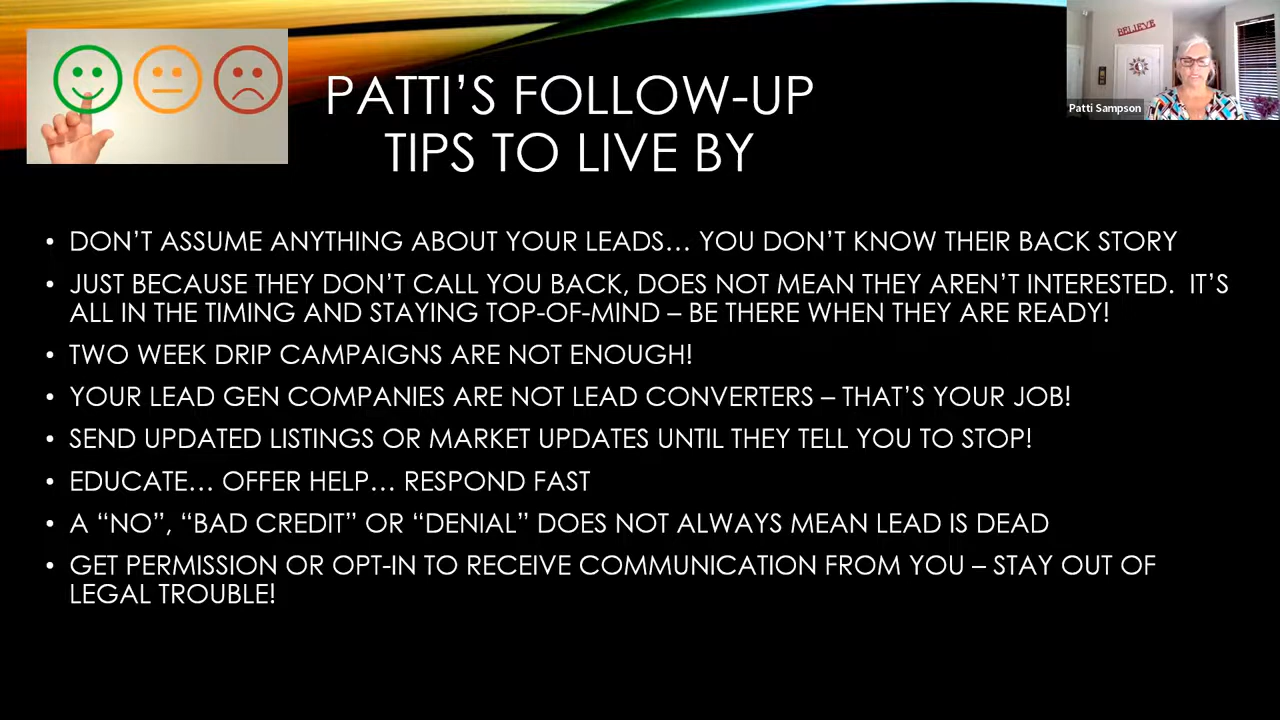 BELIEVE
Patti Sampson
PATTI’S FOLLOW-UP
TIPS TO LIVE BY
• DON’T ASSUME ANYTHING ABOUT YOUR LEADS… YOU DON’T KNOW THEIR BACK STORY
• JUST BECAUSE THEY DON’T CALL YOU BACK, DOES NOT MEAN THEY AREN’T INTERESTED. IT’S
ALL IN THE TIMING AND STAYING TOP-OF-MIND – BE THERE WHEN THEY ARE READY!
• TWO WEEK DRIP CAMPAIGNS ARE NOT ENOUGH!
• YOUR LEAD GEN COMPANIES ARE NOT LEAD CONVERTERS – THAT’S YOUR JOB!
• SEND UPDATED LISTINGS OR MARKET UPDATES UNTIL THEY TELL YOU TO STOP!
• EDUCATE… OFFER HELP… RESPOND FAST
• A “NO”, “BAD CREDIT” OR “DENIAL” DOES NOT ALWAYS MEAN LEAD IS DEAD
• GET PERMISSION OR OPT-IN TO RECEIVE COMMUNICATION FROM YOU – STAY OUT OF
LEGAL TROUBLE!